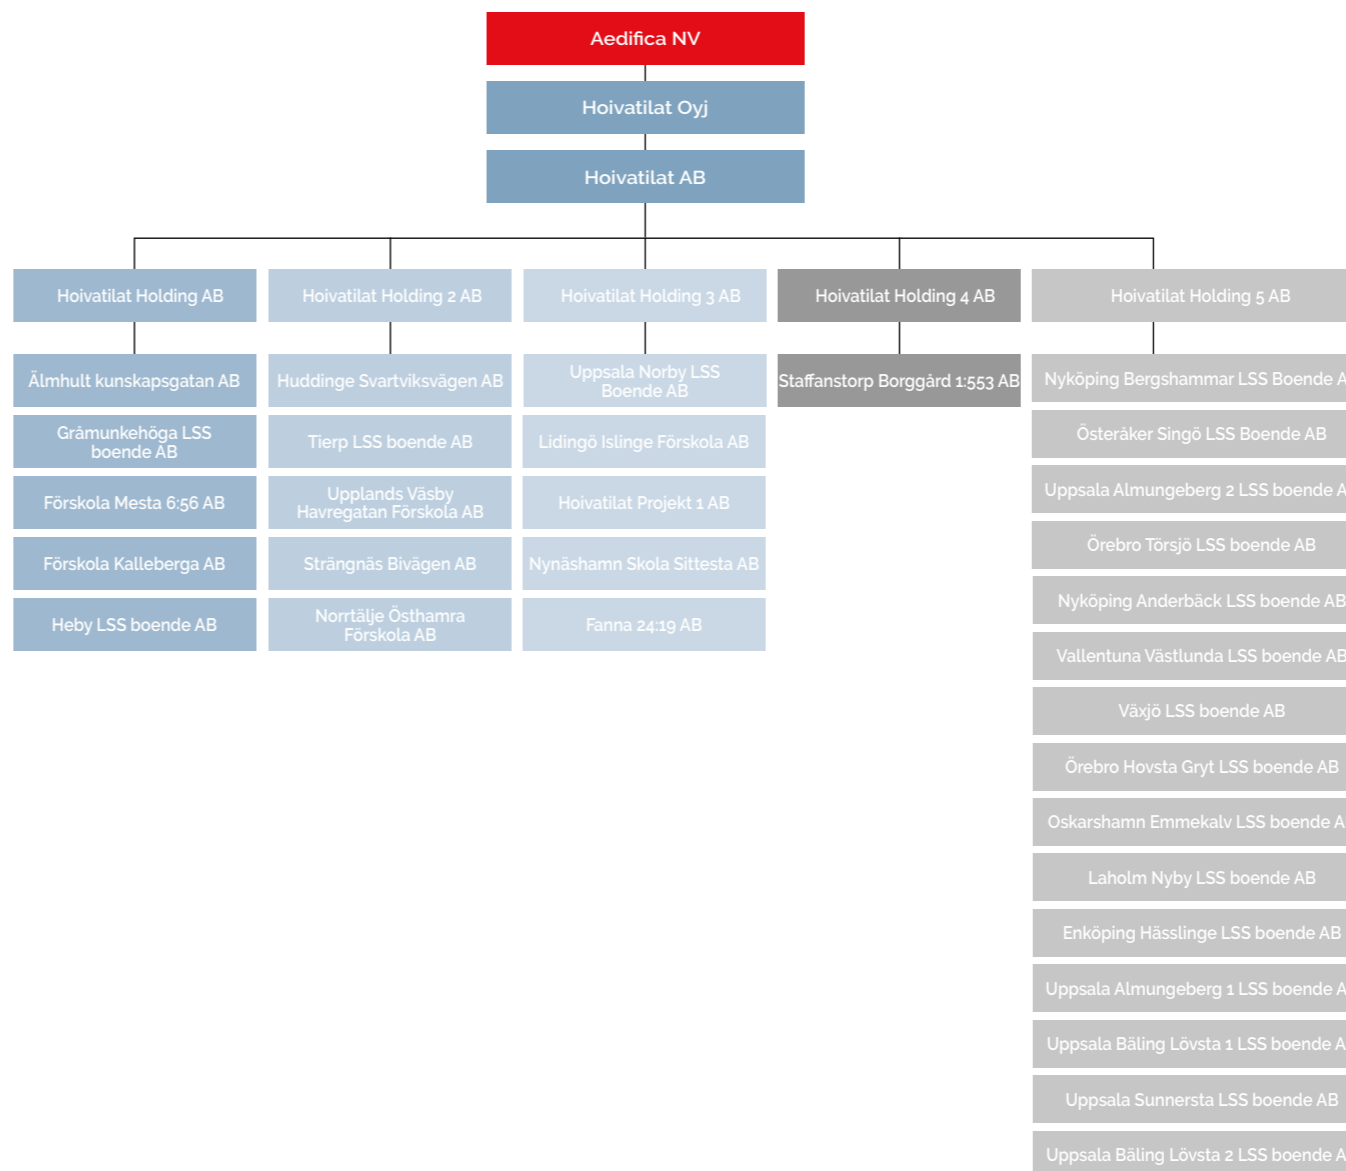 Aedifica NV
Hoivatilat Oyj
Hoivatilat AB
Hoivatilat Holding AB
Älmhult kunskapsgatan AB
Gråmunkehöga LSS
boende AB
Förskola Mesta 6:56 AB
Förskola Kalleberga AB
Heby LSS boende AB
Hoivatilat Holding 2 AB
Huddinge Svartviksvägen AB
Tierp LSS boende AB
Upplands Väsby
Havregatan Förskola AB
Strängnäs Bivägen AB
Norrtälje Östhamra
Förskola AB
Hoivatilat Holding 3 AB
Uppsala Norby LSS
Boende AB
Lidingö Islinge Förskola AB
Hoivatilat Projekt 1 AB
Nynäshamn Skola Sittesta AB
Fanna 24:19 AB
Hoivatilat Holding 4 AB
Staffanstorp Borggård 1:553 AB
Hoivatilat Holding 5 AB
Nyköping Bergshammar LSS Boende A
Österåker Singö LSS Boende AB
Uppsala Almungeberg 2 LSS boende A
Örebro Törsjö LSS boende AB
Nyköping Anderbäck LSS boende AB
Vallentuna Västlunda LSS boende AB
Växjö LSS boende AB
Örebro Hovsta Gryt LSS boende AB
Oskarshamn Emmekalv LSS boende A
Laholm Nyby LSS boende AB
Enköping Hässlinge LSS boende AB
Uppsala Almungeberg 1 LSS boende A
Uppsala Bäling Lövsta 1 LSS boende A
Uppsala Sunnersta LSS boende AB
Uppsala Bäling Lövsta 2 LSS boende A